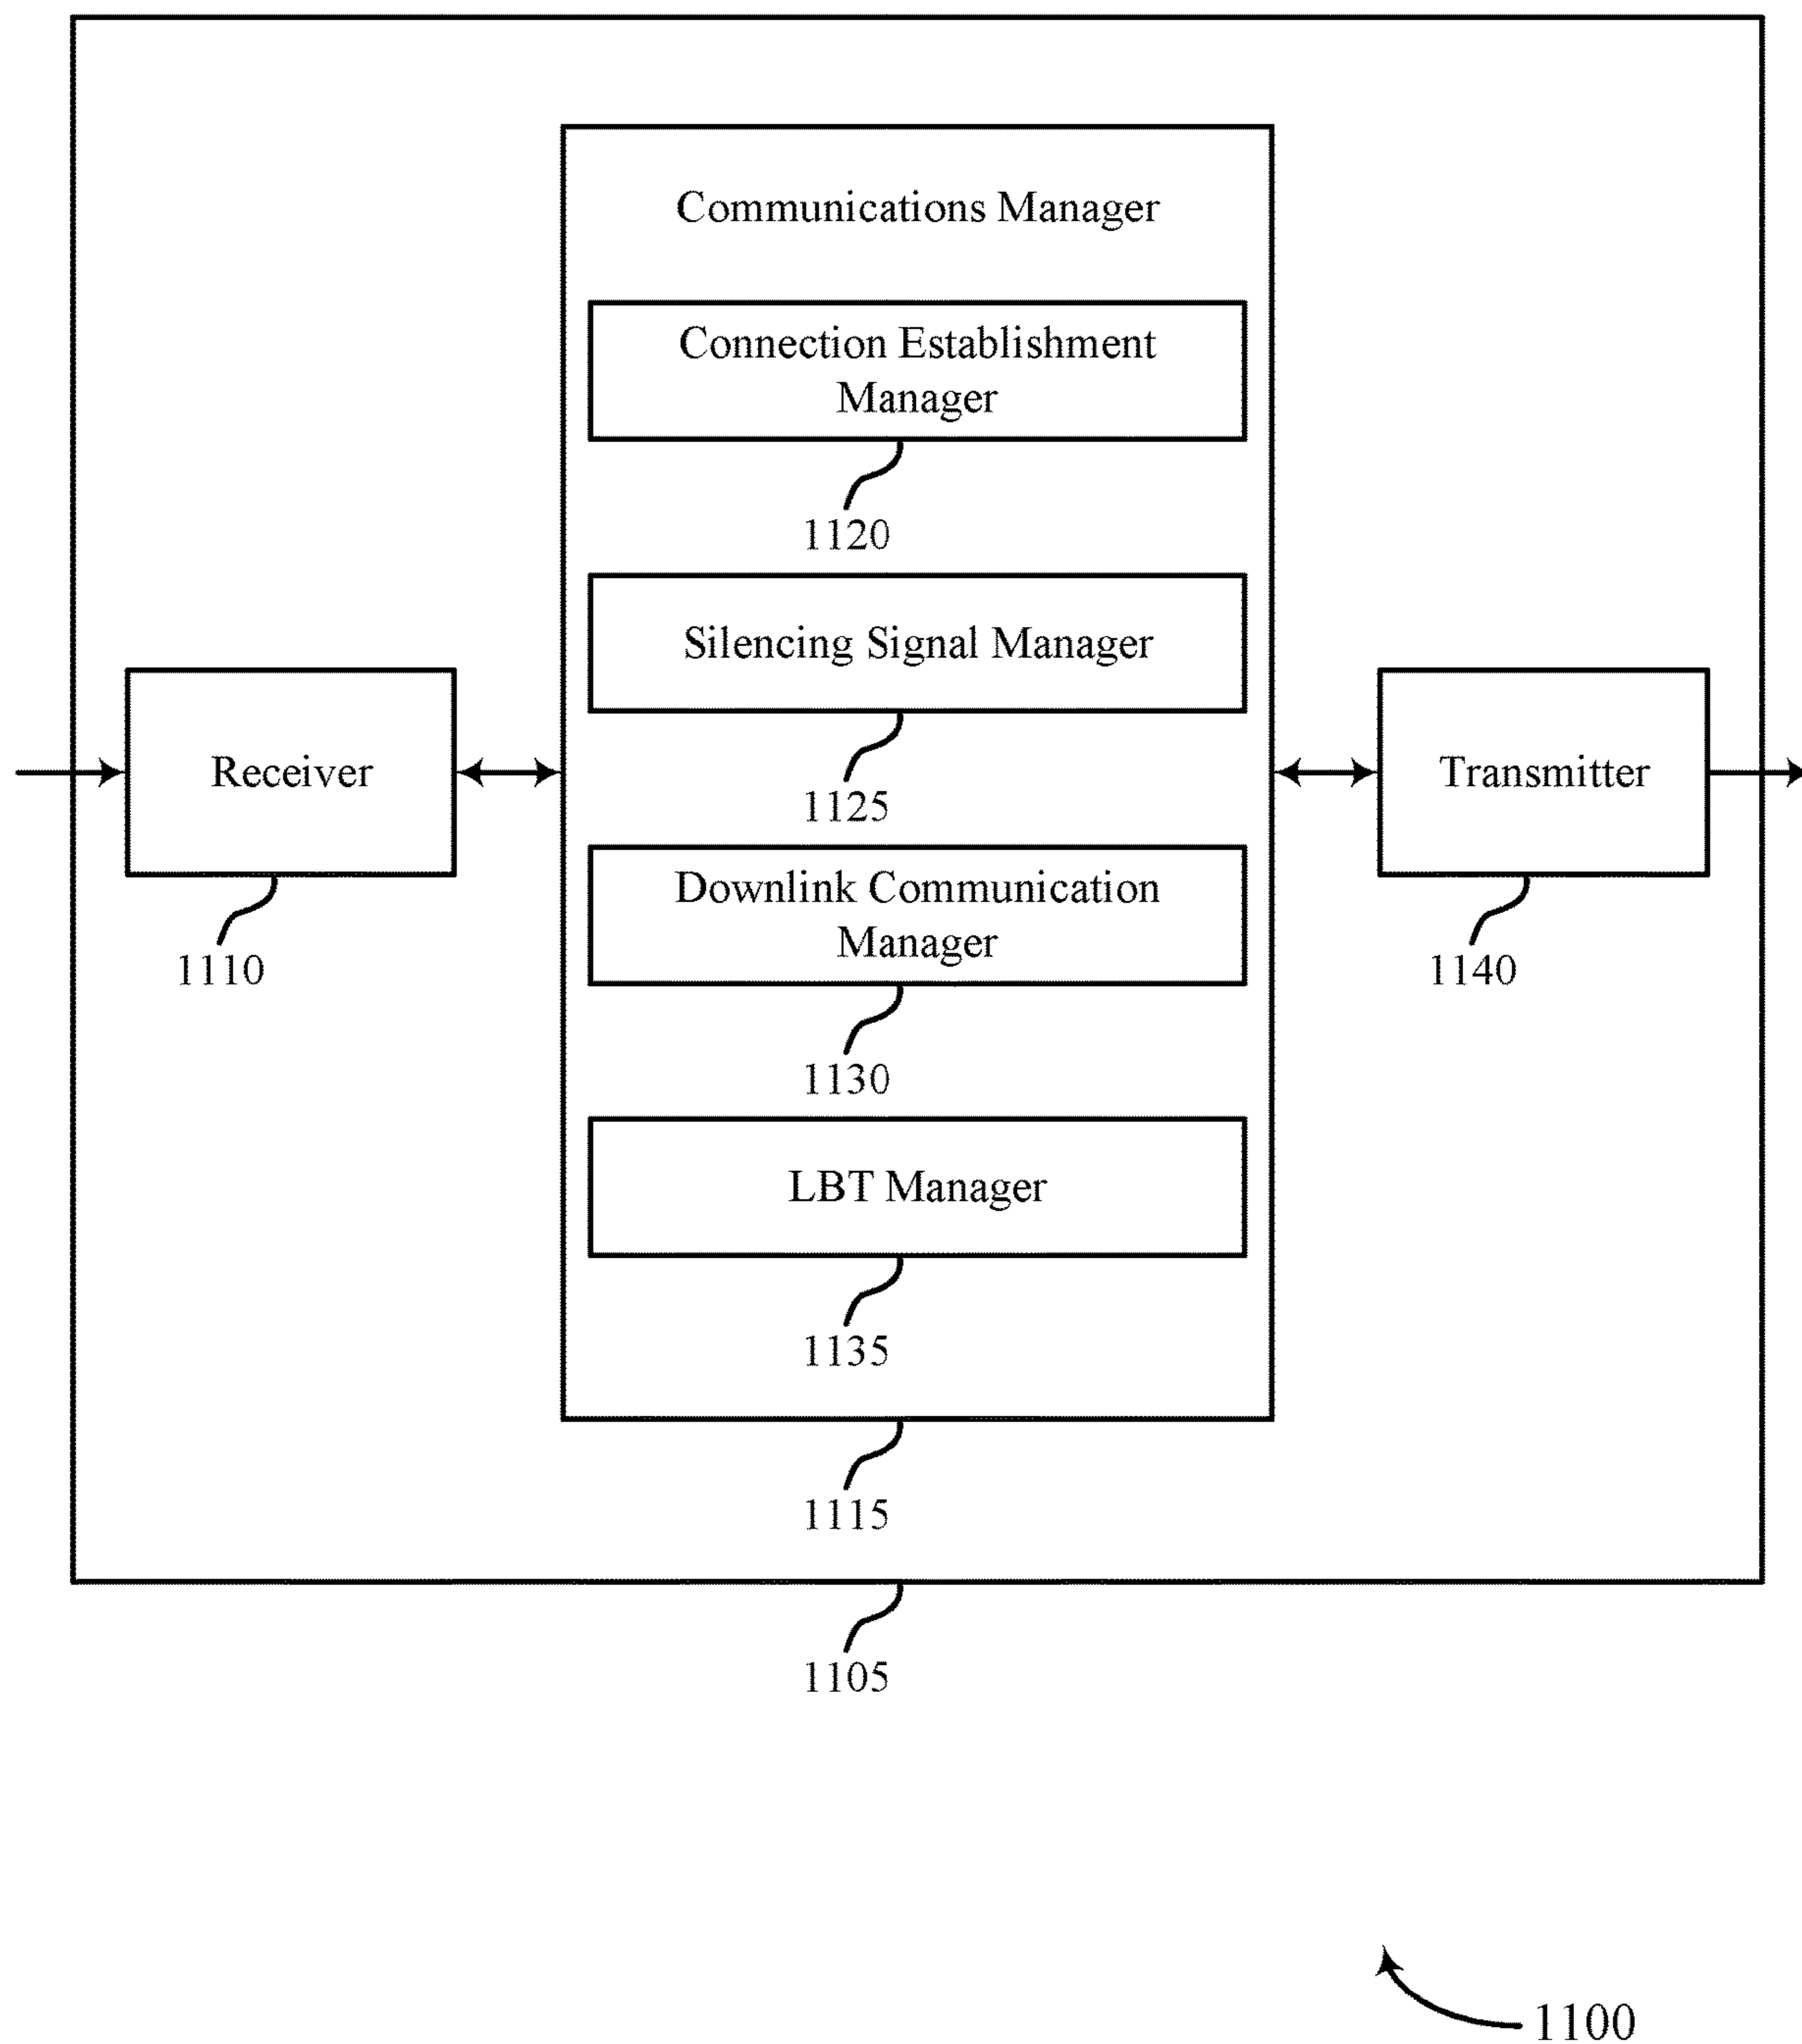 Communications Manager
Connection Establishment
Manager
1120
Silencing Signal Manager
1125
Receiver
1110
Transmitter
1140
Downlink Communication
Manager
1130
LBT Manager
1135
1115
1105
1100